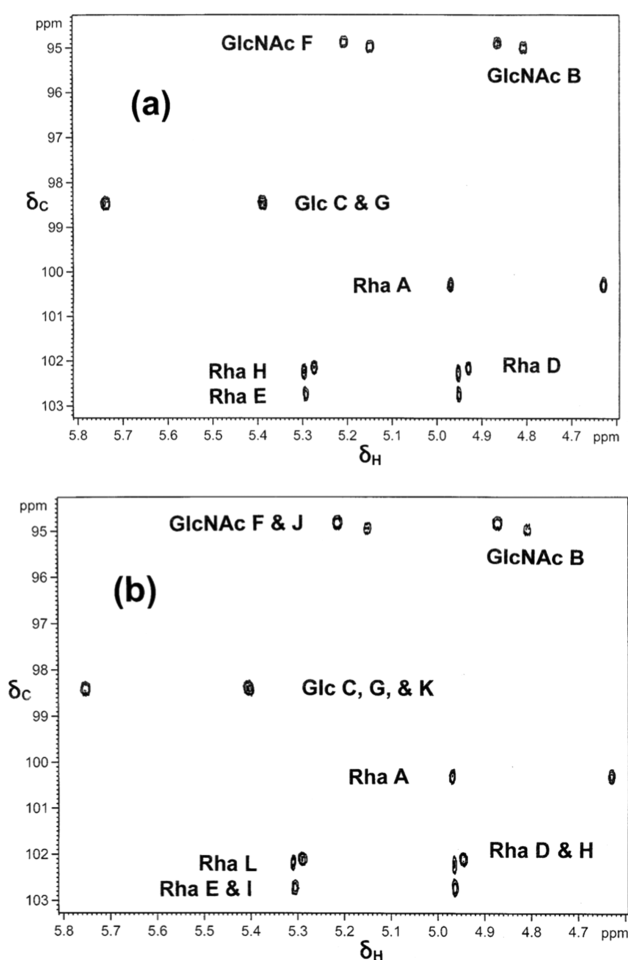 ppm
95
GlcNAc F
GlcNAc B
96
(a)
97
98
δC
Glc C & G
99
100
Rha A
101
102
Rha H
Rha D
Rha E
103
5.8 5.7 5.6 5.5 5.4 5.3 5.2 5.1 5.0 4.9 4.8 4.7 ppm
δH
ppm
95
GlcNAc F & J
GlcNAc B
96
(b)
97
98
δC
Glc C, G, & K
99
100
Rha A
101
102
Rha L
Rha D & H
Rha E & I
103
5.8 5.7 5.6 5.5 5.4 5.3 5.2 5.1 5.0 4.9 4.8 4.7 ppm
δH